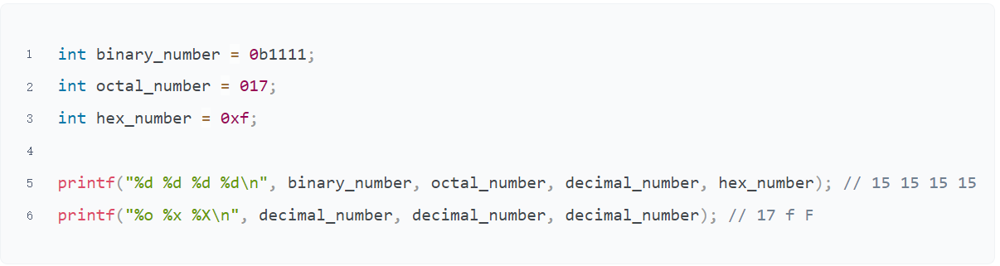 1 int binary_number = 0b1111;
2 int octal_number = 017;
3 int hex_number = 0xf;
4
5 printf("%d %d %d %d\n", binary_number, octal_number, decimal_number, hex_number); // 15 15 15 15
6 printf("%o %x %X\n", decimal_number, decimal_number, decimal_number); // 17 f F